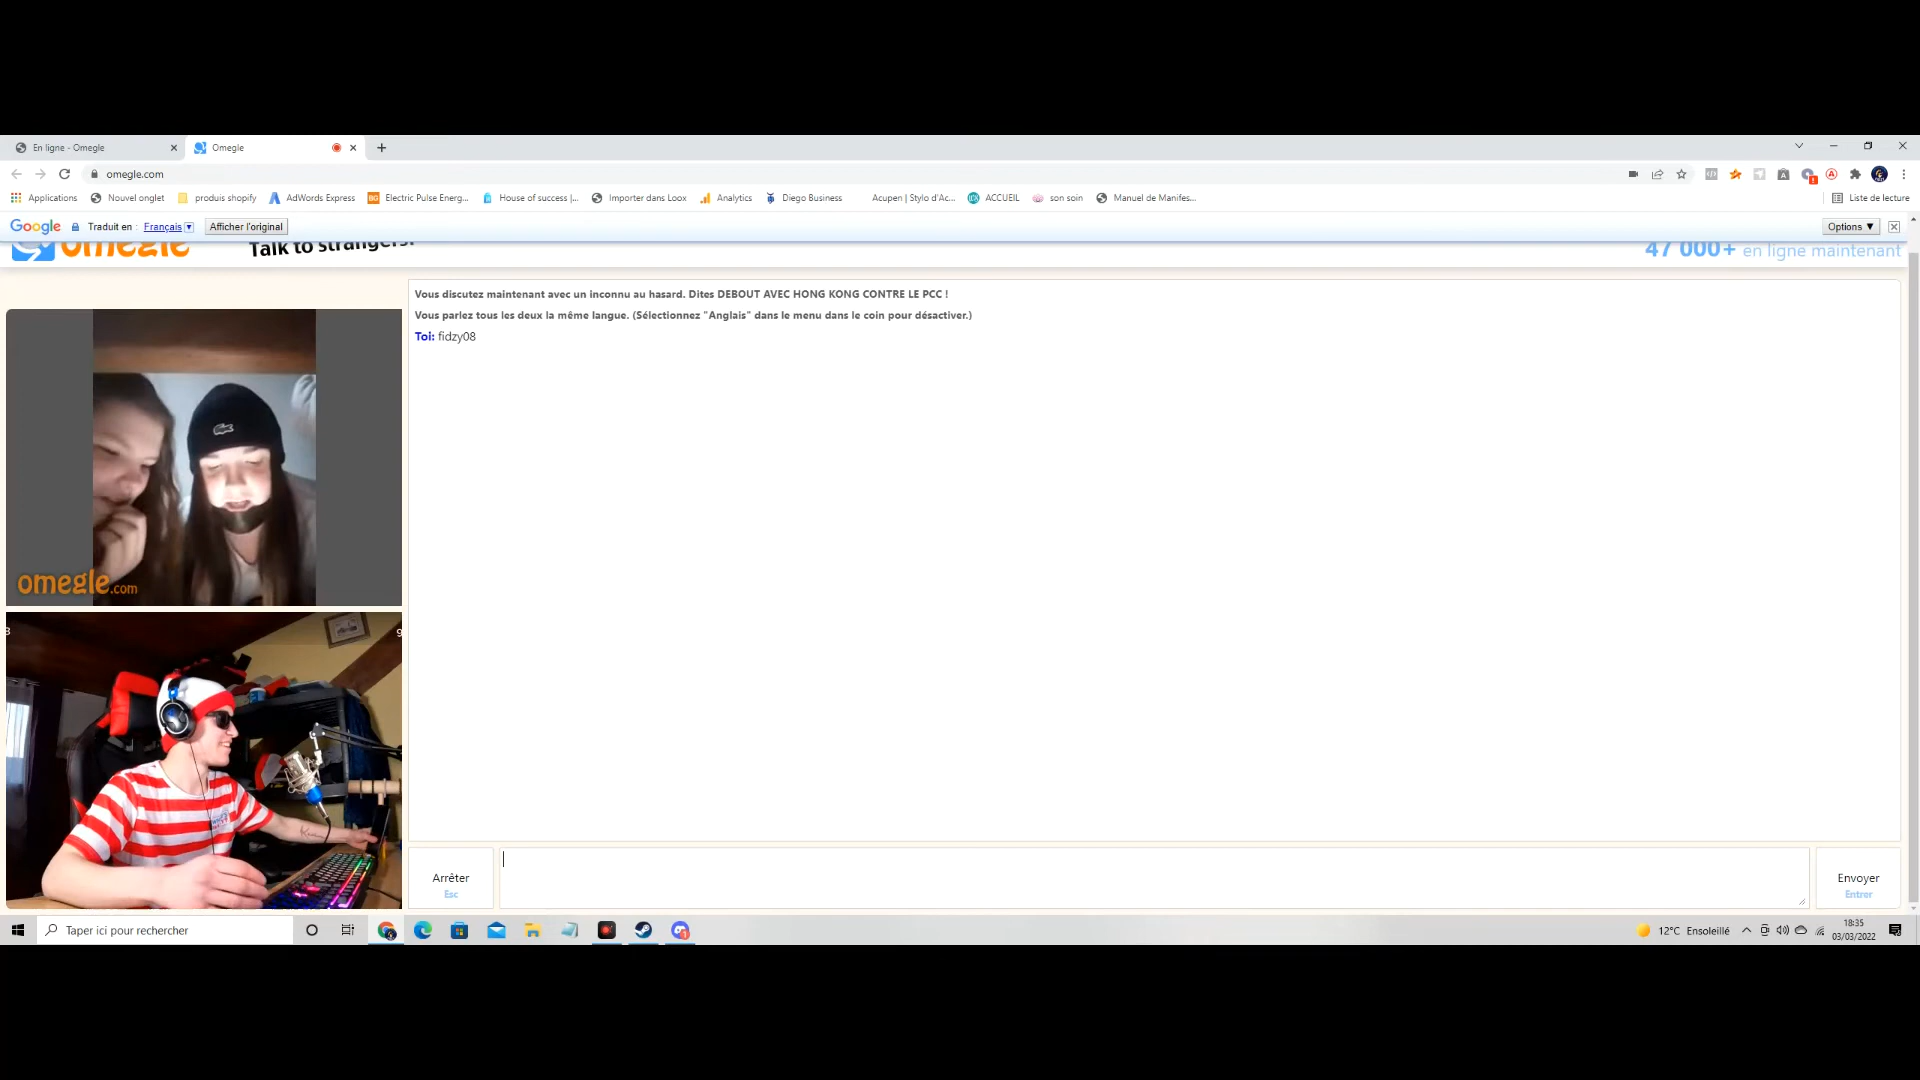 En ligne - Omegle
Omegle
omegle.com
Applications
Nouvel onglet
produis shopify
AdWords Express
Electric Pulse Energ...
House of success |...
Importer dans Loox
Analytics
Diego Business
Acupen | Stylo d'Ac...
ACCUEIL
son soin
Manuel de Manifes...
Liste de lecture
Google
Traduit en :
Français
Afficher l'original
Options
omegle
Talk to strangers!
47 000+ en ligne maintenant
Vous discutez maintenant avec un inconnu au hasard. Dites DEBOUT AVEC HONG KONG CONTRE LE PCC !
Vous parlez tous les deux la même langue. (Sélectionnez "Anglais" dans le menu dans le coin pour désactiver.)
Toi: fidzy08
omegle.com
Arrêter
Esc
Envoyer
Entrer
Taper ici pour rechercher
12°C Ensoleillé
18:35
03/03/2022